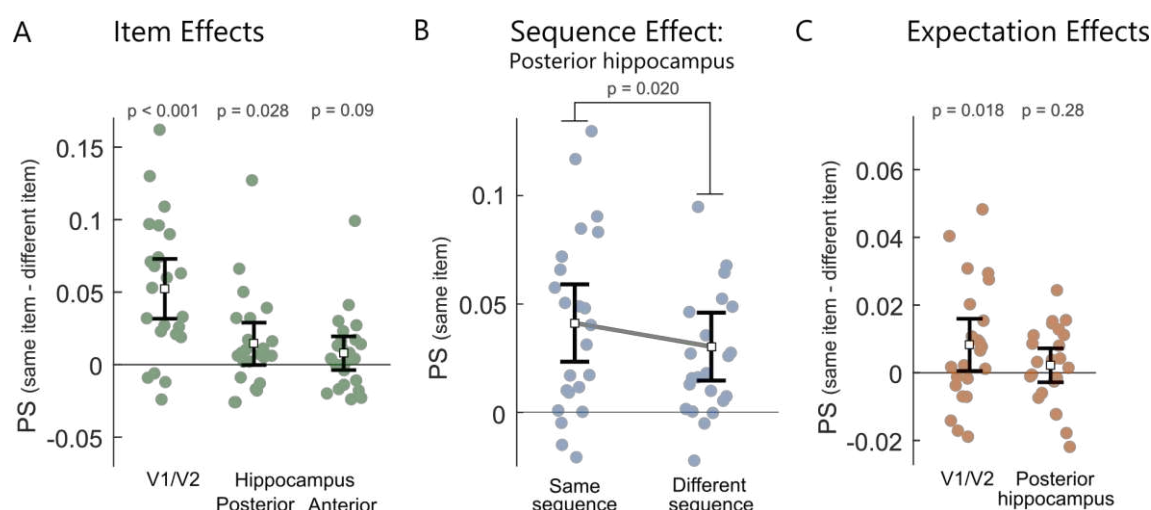 A Item Effects
p < 0.001 p = 0.028 p = 0.09
PS (same item - different item)
0.15
0.1
0.05
0
-0.05
V1/V2 Hippocampus
Posterior Anterior
B Sequence Effect:
Posterior hippocampus
p = 0.020
PS (same item)
0.1
0.05
0
Same Different
sequence sequence
C Expectation Effects
p = 0.018 p = 0.28
PS (same item - different item)
0.06
0.04
0.02
0
-0.02
V1/V2 Posterior
hippocampus